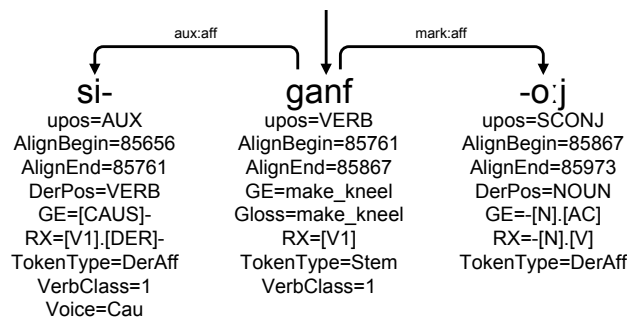 aux:aff mark:aff
si- ganf -oːj
upos=AUX upos=VERB upos=SCONJ
AlignBegin=85656 AlignBegin=85761 AlignBegin=85867
AlignEnd=85761 AlignEnd=85867 AlignEnd=85973
DerPos=VERB GE=make_kneel DerPos=NOUN
GE=[CAUS]- Gloss=make_kneel GE=-[N].[AC]
RX=[V1].[DER]- RX=[V1] RX=-[N].[V]
TokenType=DerAff TokenType=Stem TokenType=DerAff
VerbClass=1 VerbClass=1
Voice=Cau